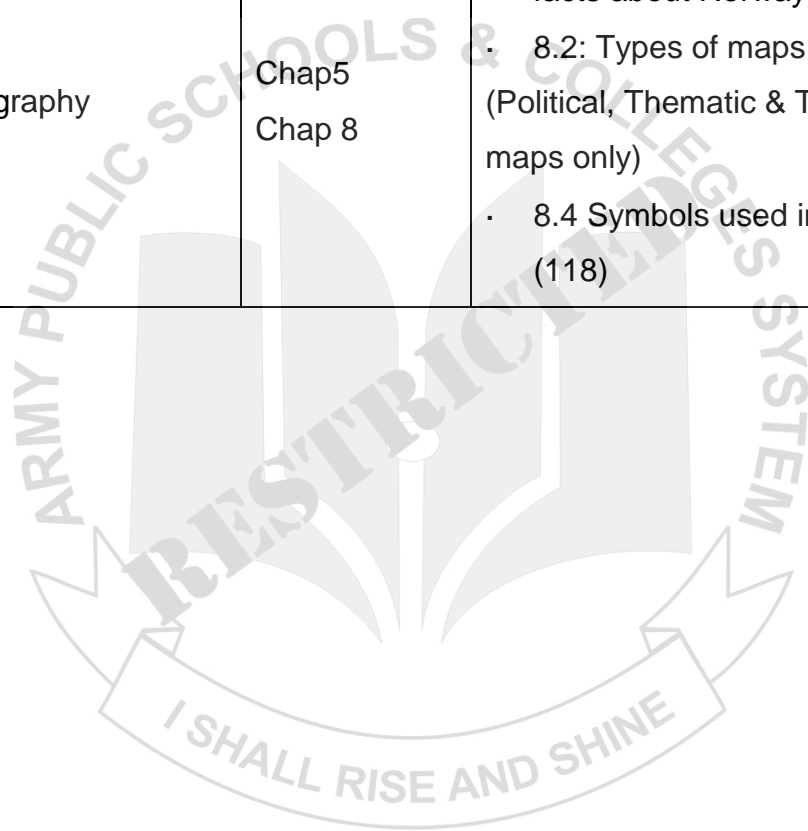 facts about Norway
· 8.2: Types of maps
(Political, Thematic & T
maps only)
· 8.4 Symbols used in
(118)
graphy
Chap5
Chap 8
ARMY PUBLIC SCHOOLS & COLLEGES SYSTEM
RESTRICTED
I SHALL RISE AND SHINE